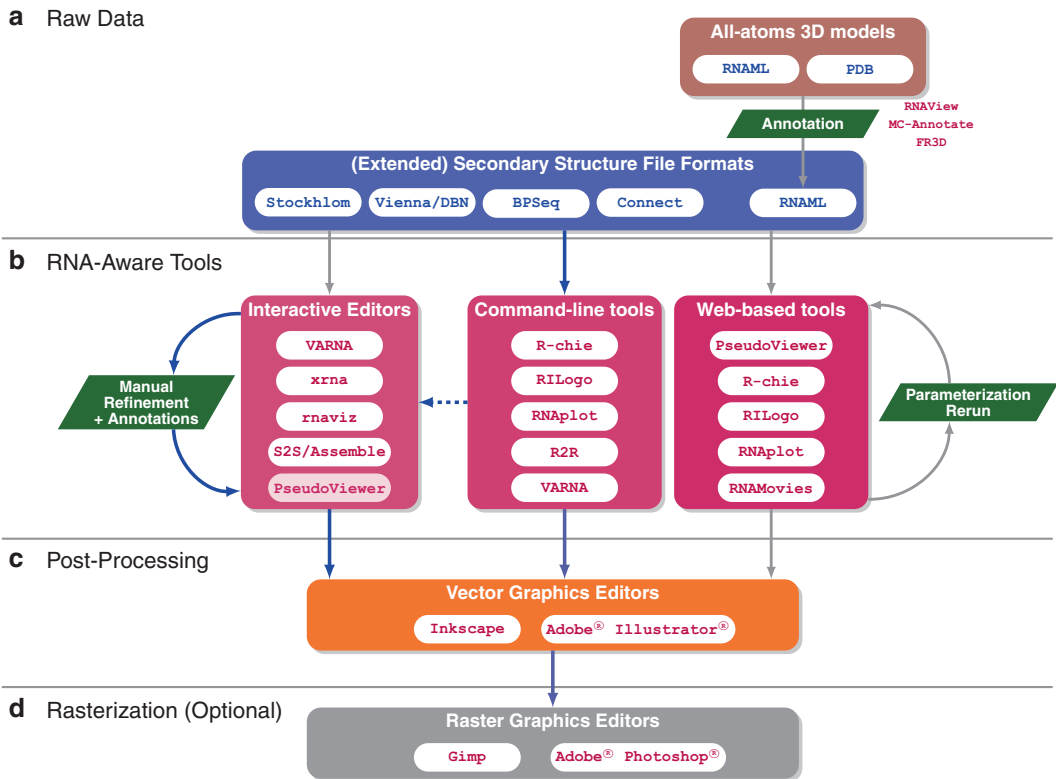 a Raw Data
All-atoms 3D models
RNAML PDB
Annotation
RNAView
MC-Annotate
FR3D
(Extended) Secondary Structure File Formats
Stockhlom Vienna/DBN BPSeq Connect RNAML
b RNA-Aware Tools
Interactive Editors
VARNA
xrna
rnaviz
S2S/Assemble
PseudoViewer
Manual
Refinement
+ Annotations
Command-line tools
R-chie
RILogo
RNAplot
R2R
VARNA
Web-based tools
PseudoViewer
R-chie
RILogo
RNAplot
RNAMovies
Parameterization
Rerun
c Post-Processing
Vector Graphics Editors
Inkscape Adobe® Illustrator®
d Rasterization (Optional)
Raster Graphics Editors
Gimp Adobe® Photoshop®